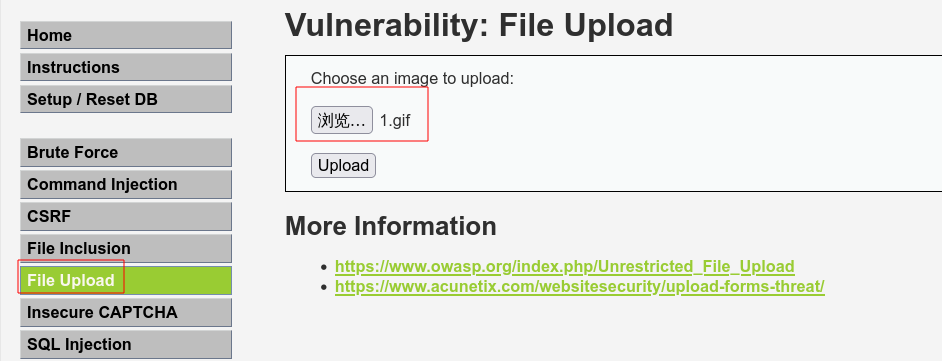 Home
Instructions
Setup / Reset DB
Brute Force
Command Injection
CSRF
File Inclusion
File Upload
Insecure CAPTCHA
SQL Injection
Vulnerability: File Upload
Choose an image to upload:
浏览… 1.gif
Upload
More Information
https://www.owasp.org/index.php/Unrestricted_File_Upload
https://www.acunetix.com/websitesecurity/upload-forms-threat/